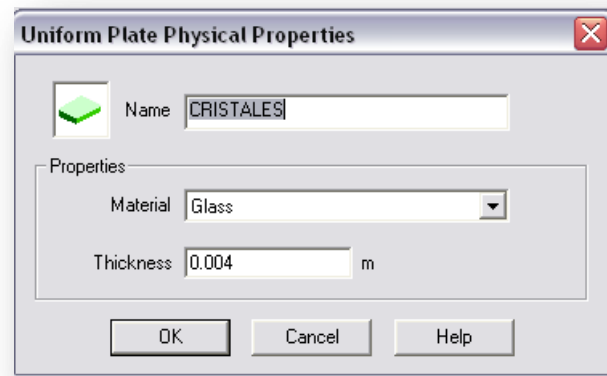 Uniform Plate Physical Properties
Name CRISTALES
Properties
Material Glass
Thickness 0.004 m
OK Cancel Help